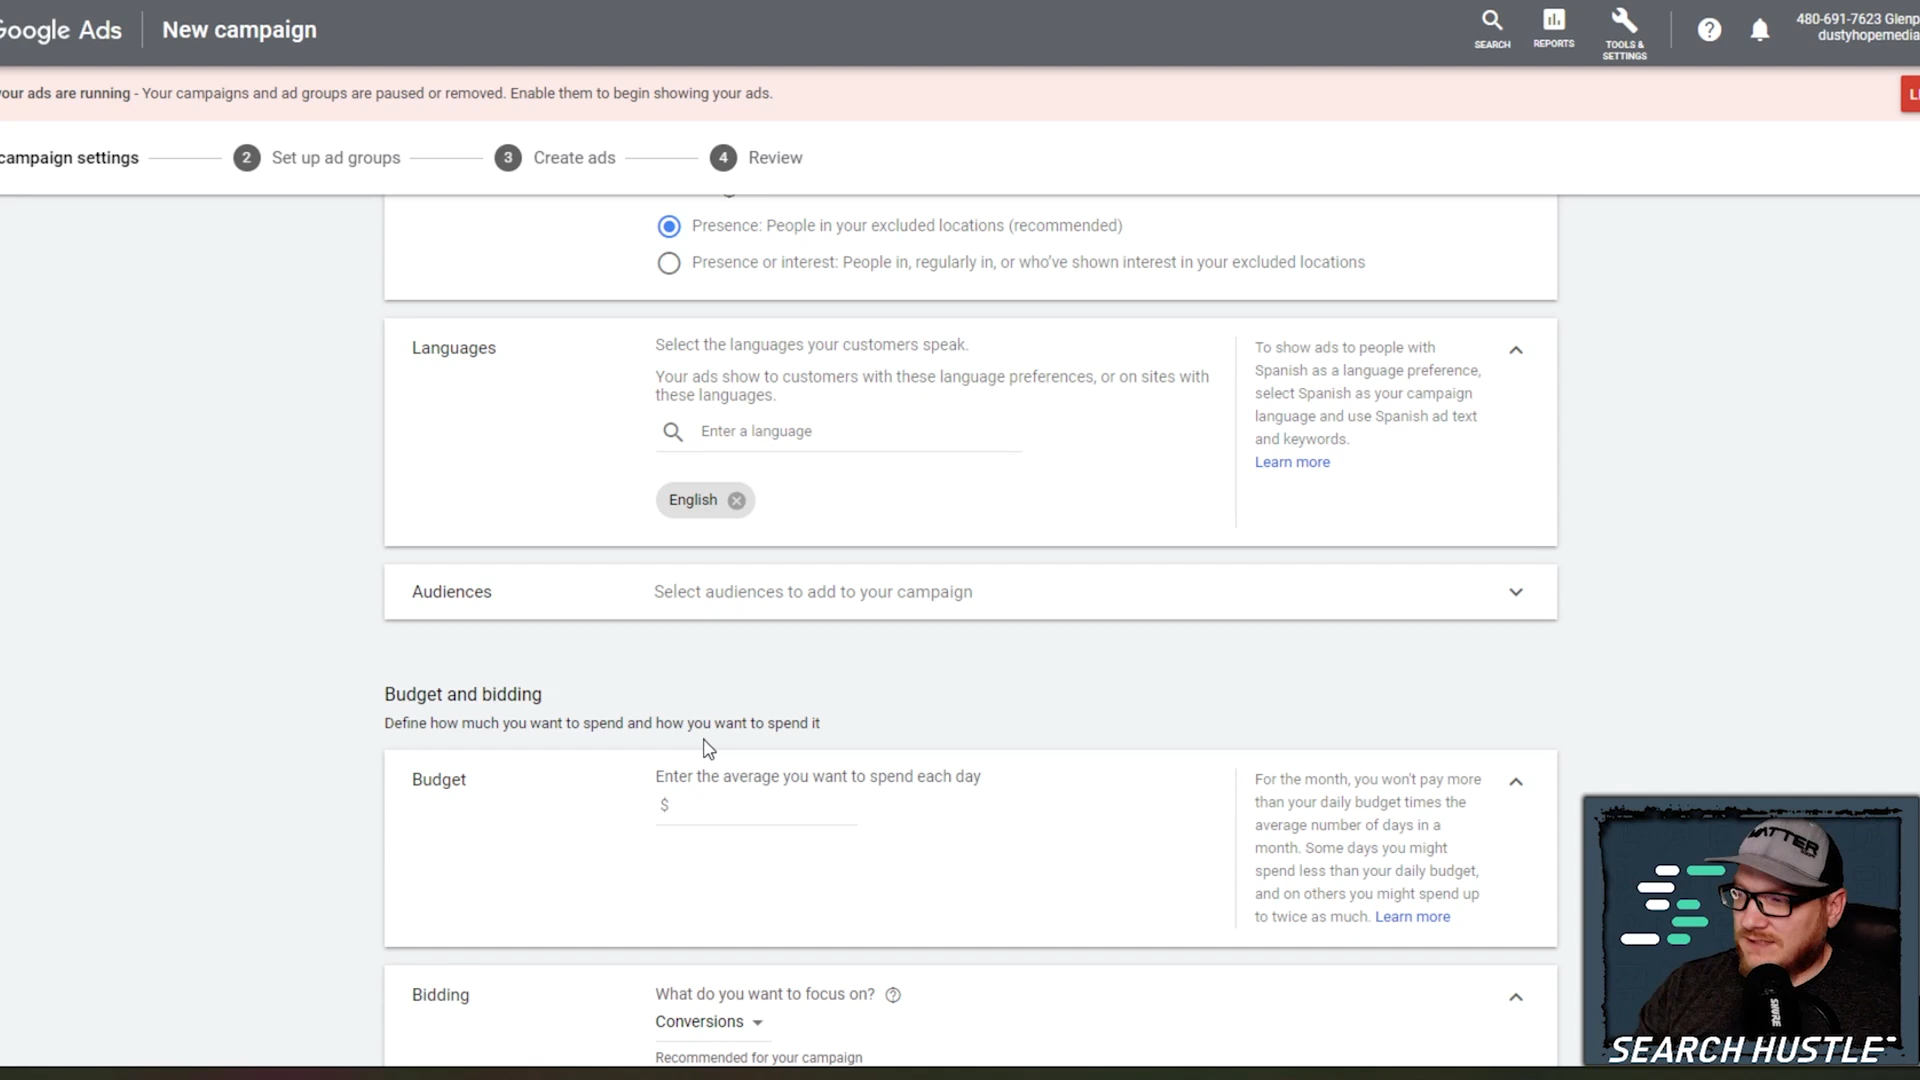 Google Ads
New campaign
SEARCH
REPORTS
TOOLS &
SETTINGS
480-691-7623 Glenp
dustyhopemedia
our ads are running - Your campaigns and ad groups are paused or removed. Enable them to begin showing your ads.
campaign settings
2
Set up ad groups
3
Create ads
4
Review
Presence: People in your excluded locations (recommended)
Presence or interest: People in, regularly in, or who've shown interest in your excluded locations
Languages
Select the languages your customers speak.
Your ads show to customers with these language preferences, or on sites with
these languages.
Enter a language
English
To show ads to people with
Spanish as a language preference,
select Spanish as your campaign
language and use Spanish ad text
and keywords.
Learn more
Audiences
Select audiences to add to your campaign
Budget and bidding
Define how much you want to spend and how you want to spend it
Budget
Enter the average you want to spend each day
$
For the month, you won't pay more
than your daily budget times the
average number of days in a
month. Some days you might
spend less than your daily budget,
and on others you might spend up
to twice as much. Learn more
Bidding
What do you want to focus on?
Conversions
Recommended for your campaign
MATTER
SHURE
SEARCH HUSTLE